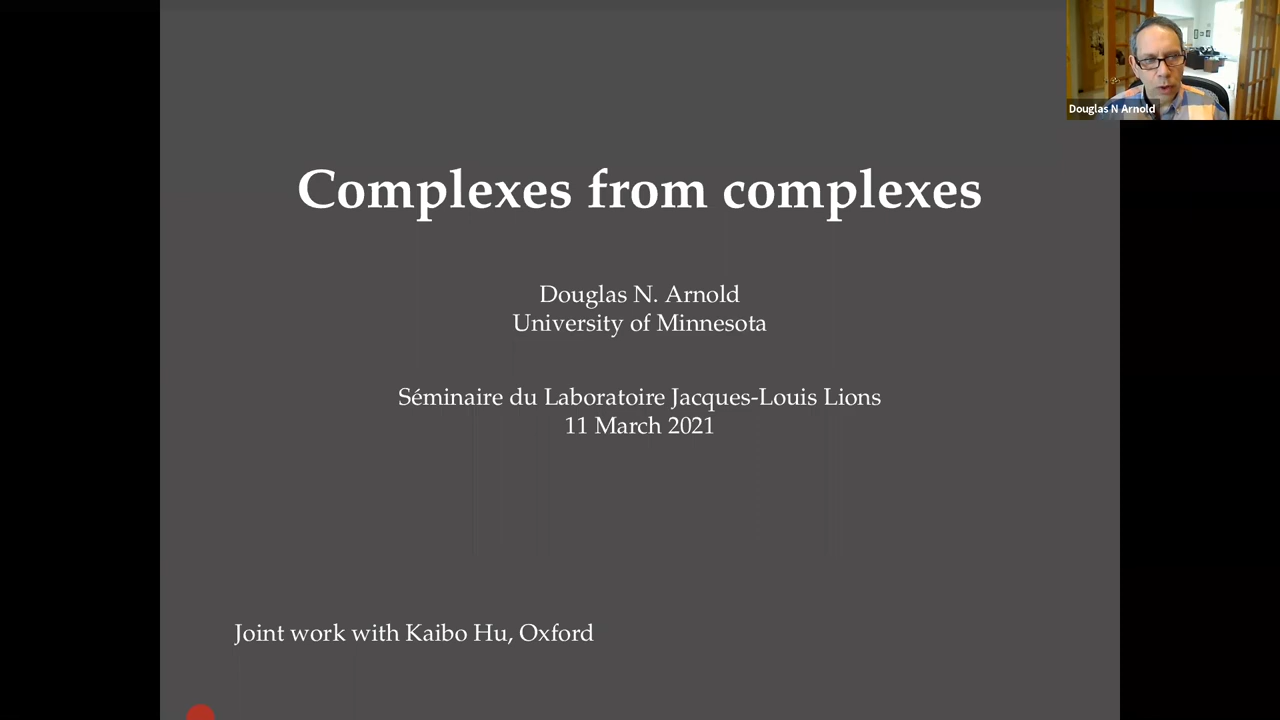 Complexes from complexes
Douglas N. Arnold
University of Minnesota
Séminaire du Laboratoire Jacques-Louis Lions
11 March 2021
Joint work with Kaibo Hu, Oxford
Douglas N Arnold